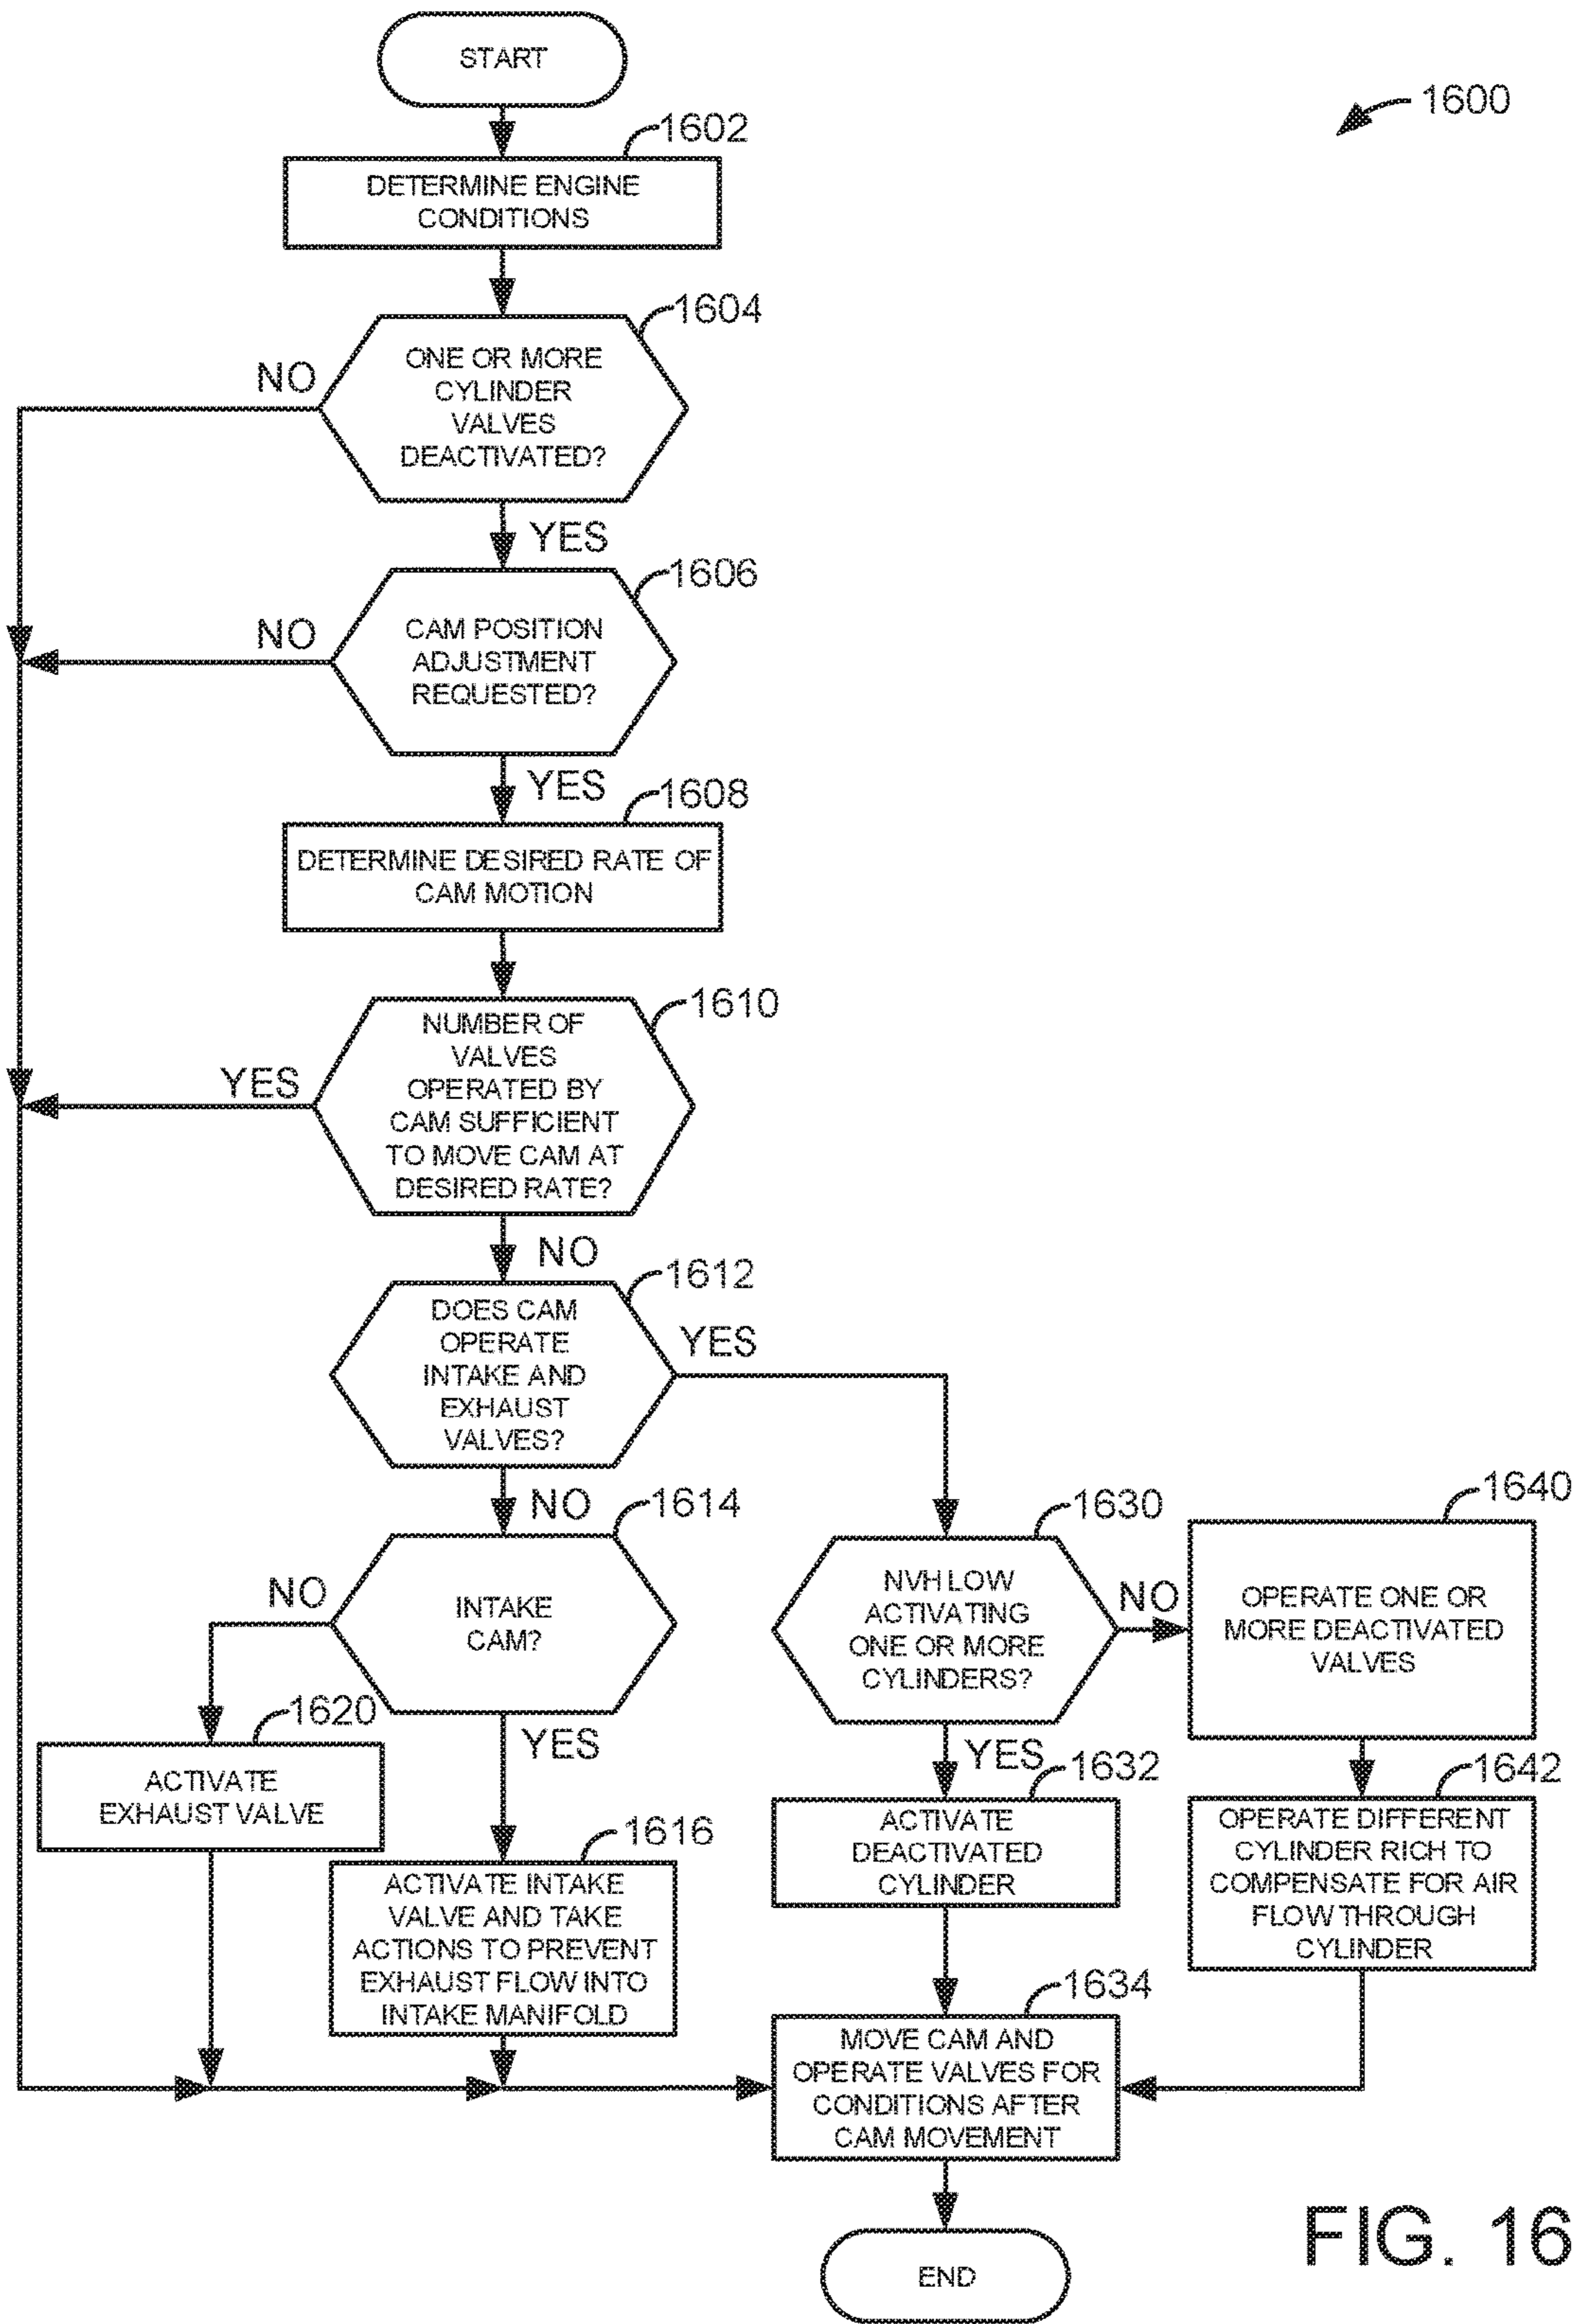 START
1600
1602
DETERMINE ENGINE
CONDITIONS
1604
ONE OR MORE
CYLINDER
VALVES
DEACTIVATED?
NO
YES
1606
CAM POSITION
ADJUSTMENT
REQUESTED?
NO
YES
1608
DETERMINE DESIRED RATE OF
CAM MOTION
1610
NUMBER OF
VALVES
OPERATED BY
CAM SUFFICIENT
TO MOVE CAM AT
DESIRED RATE?
YES
NO
1612
DOES CAM
OPERATE
INTAKE AND
EXHAUST
VALVES?
YES
NO
1614
INTAKE
CAM?
NO
YES
1620
ACTIVATE
EXHAUST VALVE
1616
ACTIVATE INTAKE
VALVE AND TAKE
ACTIONS TO PREVENT
EXHAUST FLOW INTO
INTAKE MANIFOLD
1630
NVH LOW
ACTIVATING
ONE OR MORE
CYLINDERS?
NO
YES
1640
OPERATE ONE OR
MORE DEACTIVATED
VALVES
1632
ACTIVATE
DEACTIVATED
CYLINDER
1642
OPERATE DIFFERENT
CYLINDER RICH TO
COMPENSATE FOR AIR
FLOW THROUGH
CYLINDER
1634
MOVE CAM AND
OPERATE VALVES FOR
CONDITIONS AFTER
CAM MOVEMENT
END
FIG. 16